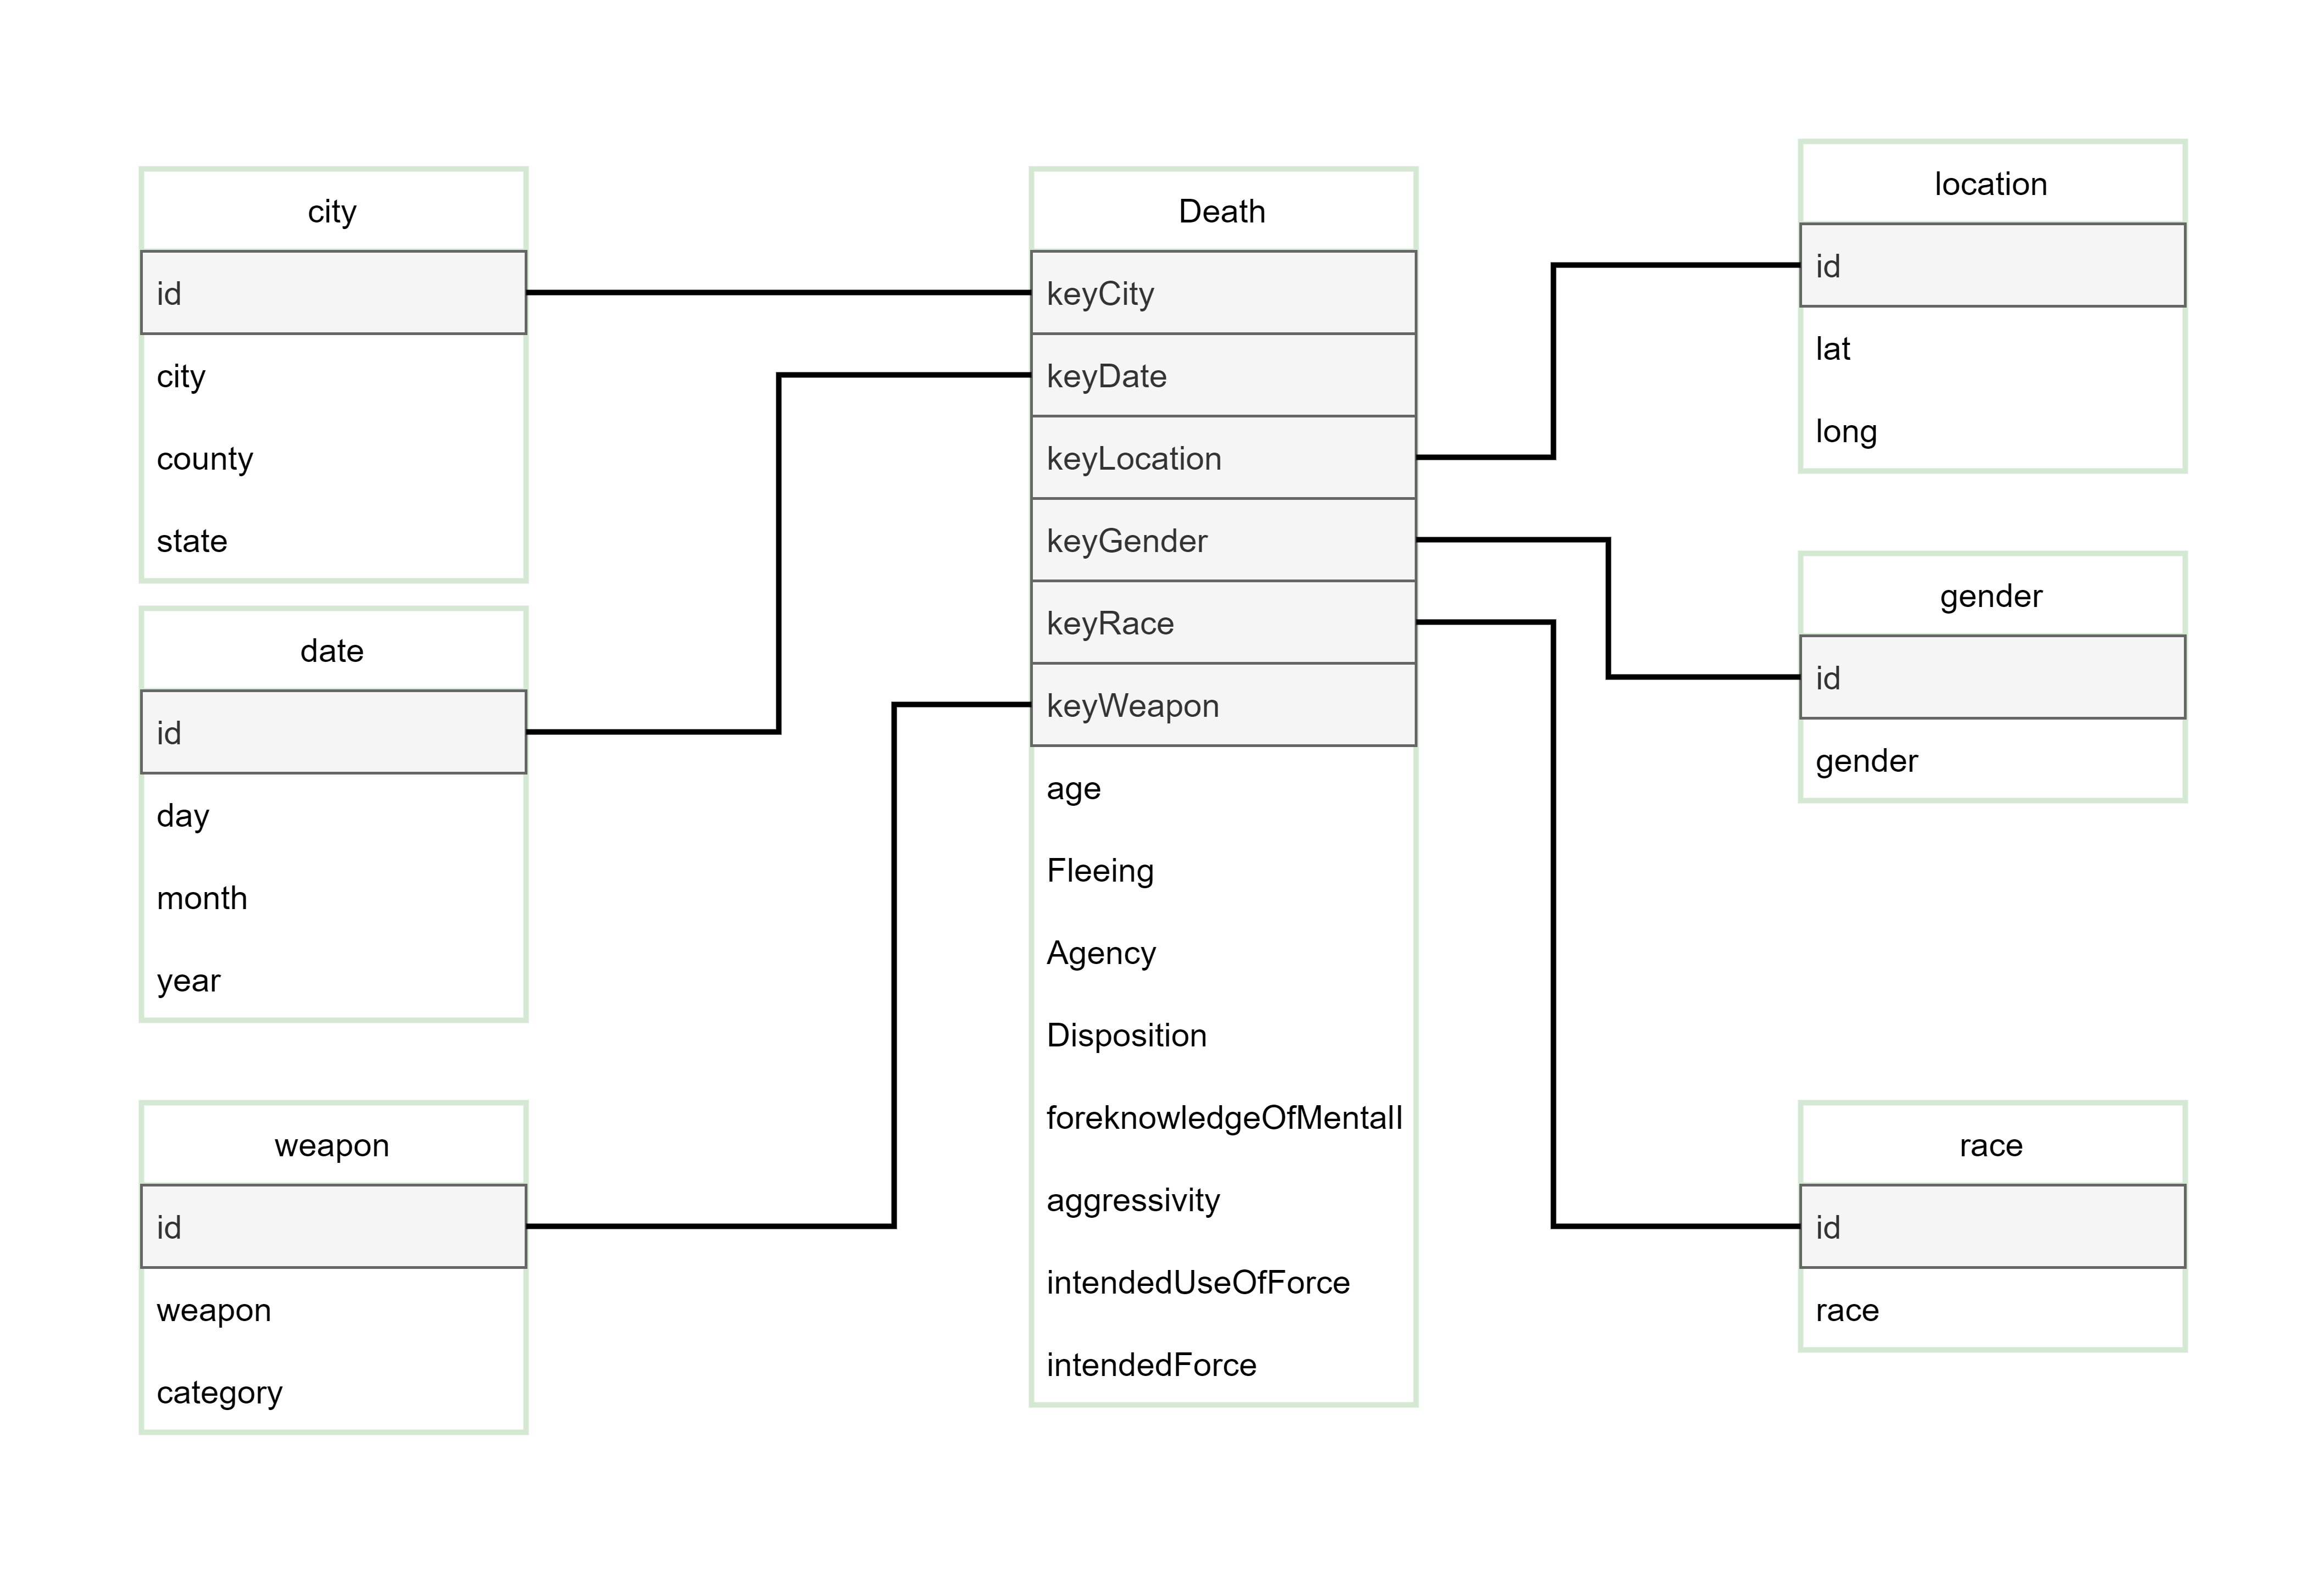 city
id
city
county
state
date
id
day
month
year
weapon
id
weapon
category
Death
keyCity
keyDate
keyLocation
keyGender
keyRace
keyWeapon
age
Fleeing
Agency
Disposition
foreknowledgeOfMentalI
aggressivity
intendedUseOfForce
intendedForce
location
id
lat
long
gender
id
gender
race
id
race